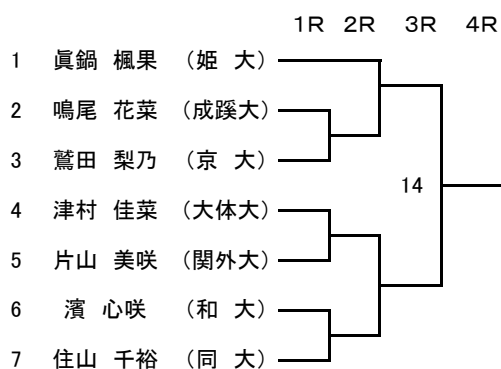 1R 2R 3R 4R
1 眞鍋 楓果 （姫 大）
2 鳴尾 花菜 （成蹊大）
3 鷲田 梨乃 （京 大）
14
4 津村 佳菜 （大体大）
5 片山 美咲 （関外大）
6 濱 心咲 （和 大）
7 住山 千裕 （同 大）